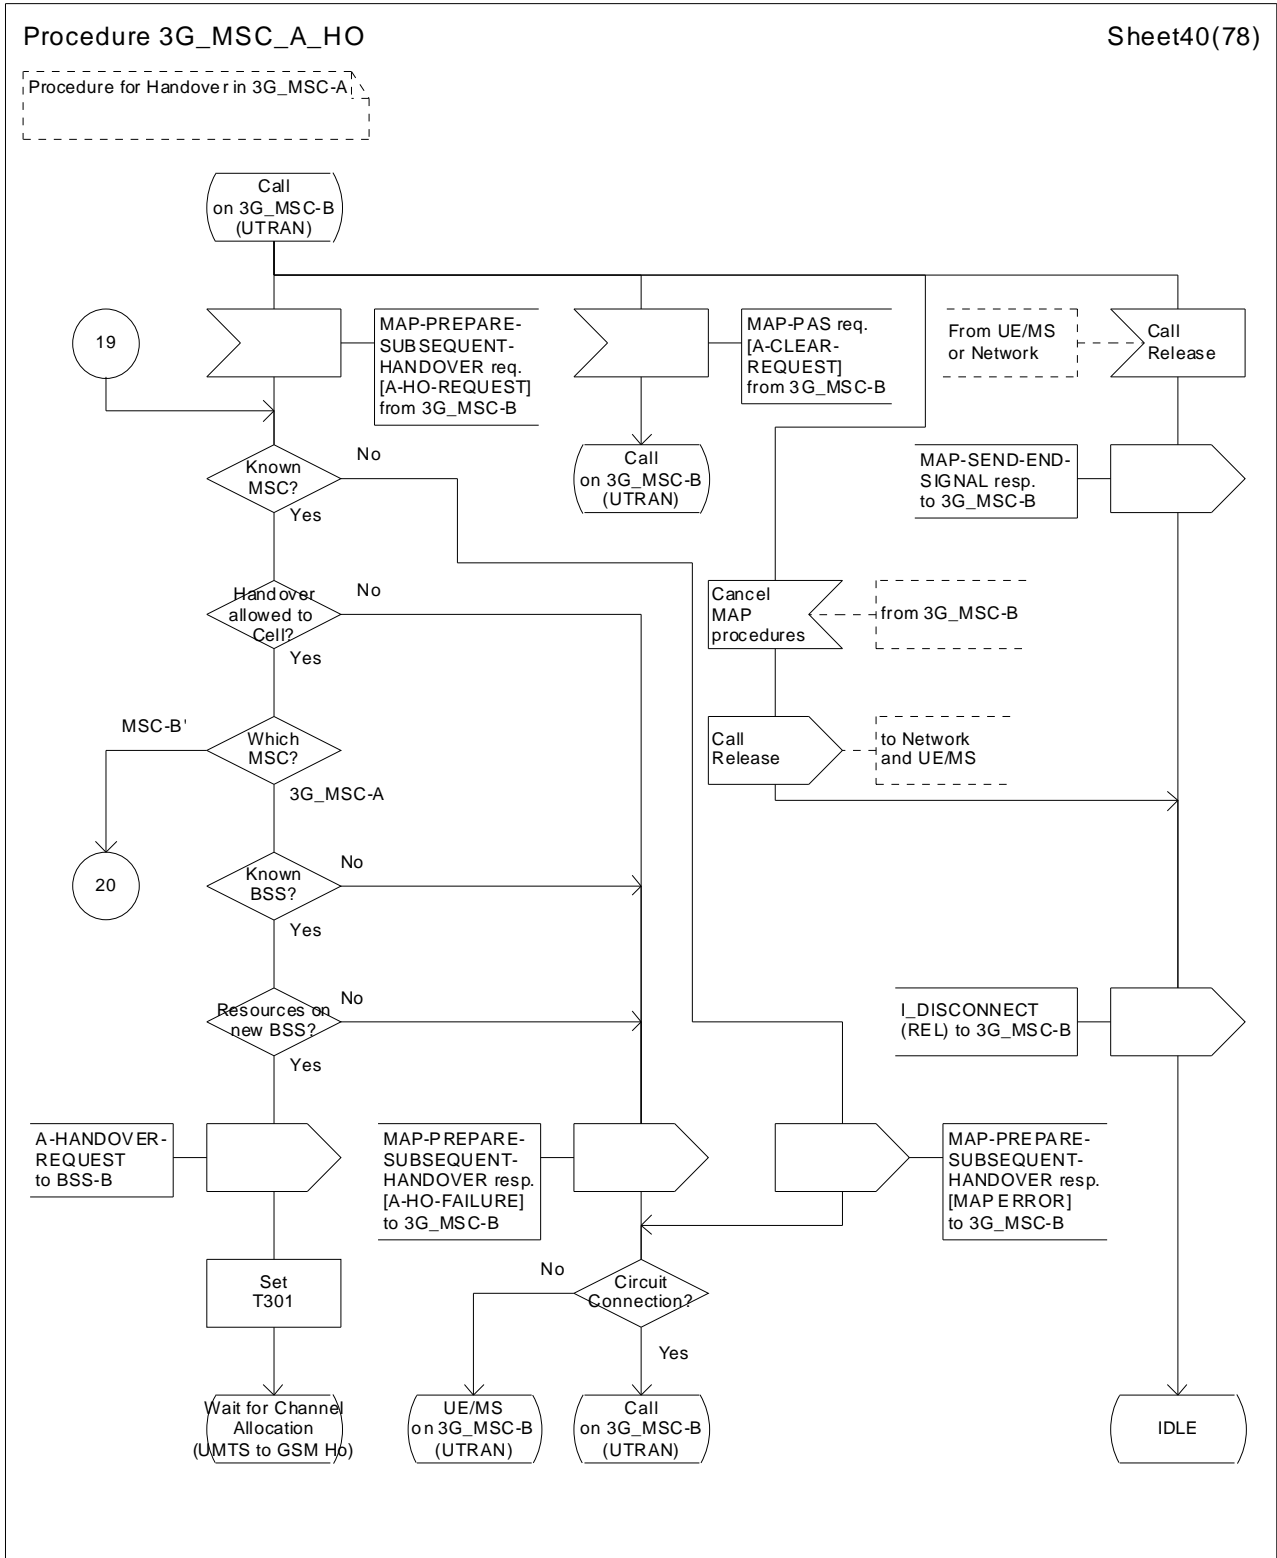 Procedure 3G_MSC_A_HO
Sheet40(78)
Procedure for Handover in 3G_MSC-A
Call
on 3G_MSC-B
(UTRAN)
19
MAP-PREPARE-
SUBSEQUENT-
HANDOVER req.
[A-HO-REQUEST]
from 3G_MSC-B
MAP-PAS req.
[A-CLEAR-
REQUEST]
from 3G_MSC-B
From UE/MS
or Network
Call
Release
Known
MSC?
No
Yes
Call
on 3G_MSC-B
(UTRAN)
MAP-SEND-END-
SIGNAL resp.
to 3G_MSC-B
Handover
allowed to
Cell?
No
Yes
Cancel
MAP
procedures
from 3G_MSC-B
MSC-B'
Which
MSC?
3G_MSC-A
Call
Release
to Network
and UE/MS
20
Known
BSS?
No
Yes
Resources on
new BSS?
No
Yes
I_DISCONNECT
(REL) to 3G_MSC-B
A-HANDOVER-
REQUEST
to BSS-B
MAP-PREPARE-
SUBSEQUENT-
HANDOVER resp.
[A-HO-FAILURE]
to 3G_MSC-B
MAP-PREPARE-
SUBSEQUENT-
HANDOVER resp.
[MAP ERROR]
to 3G_MSC-B
Set
T301
No
Circuit
Connection?
Yes
Wait for Channel
Allocation
(UMTS to GSM Ho)
UE/MS
on 3G_MSC-B
(UTRAN)
Call
on 3G_MSC-B
(UTRAN)
IDLE